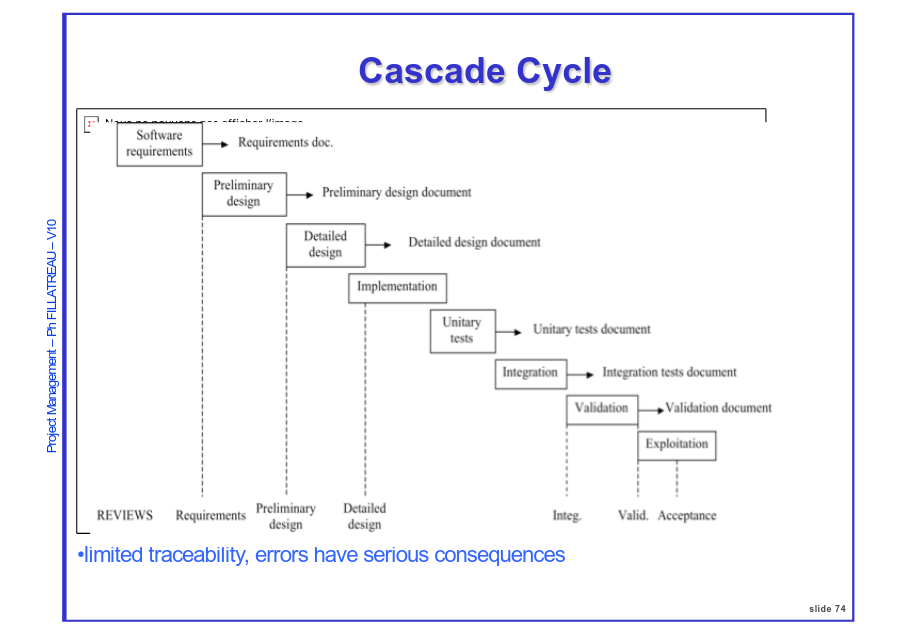 Cascade Cycle
Software
requirements
Requirements doc.
Preliminary
design
Preliminary design document
Detailed
design
Detailed design document
Implementation
Unitary
tests
Unitary tests document
Integration
Integration tests document
Validation
Validation document
Exploitation
REVIEWS
Requirements
Preliminary
design
Detailed
design
Integ.
Valid.
Acceptance
•limited traceability, errors have serious consequences
Project Management – Ph FILLATREAU – V10
slide 74